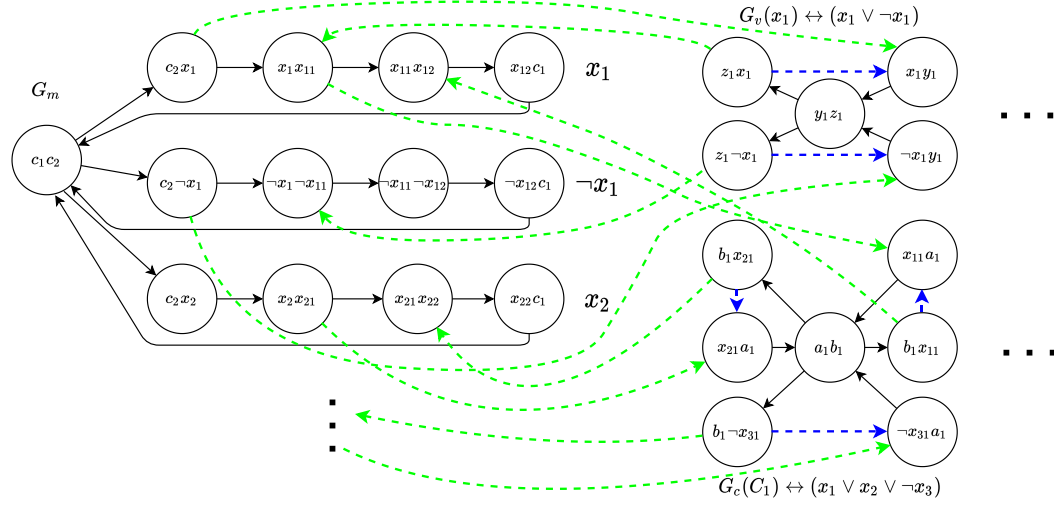 G_v(x_1) ↔ (x_1 ∨ ¬x_1)
G_m
c_2x_1 x_1x_11 x_11x_12 x_12c_1 x_1
z_1x_1 x_1y_1
y_1z_1
c_1c_2
z_1¬x_1 ¬x_1y_1
c_2¬x_1 ¬x_1¬x_11 ¬x_11¬x_12 ¬x_12c_1 ¬x_1
b_1x_21 x_11a_1
c_2x_2 x_2x_21 x_21x_22 x_22c_1 x_2
x_21a_1 a_1b_1 b_1x_11
b_1¬x_31 ¬x_31a_1
G_c(C_1) ↔ (x_1 ∨ x_2 ∨ ¬x_3)